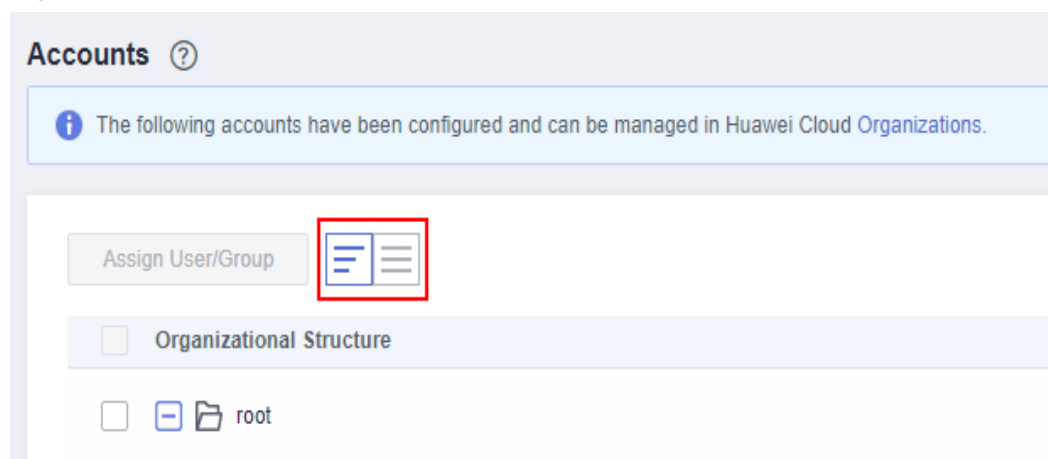 Accounts ?
The following accounts have been configured and can be managed in Huawei Cloud Organizations.
Assign User/Group
Organizational Structure
root